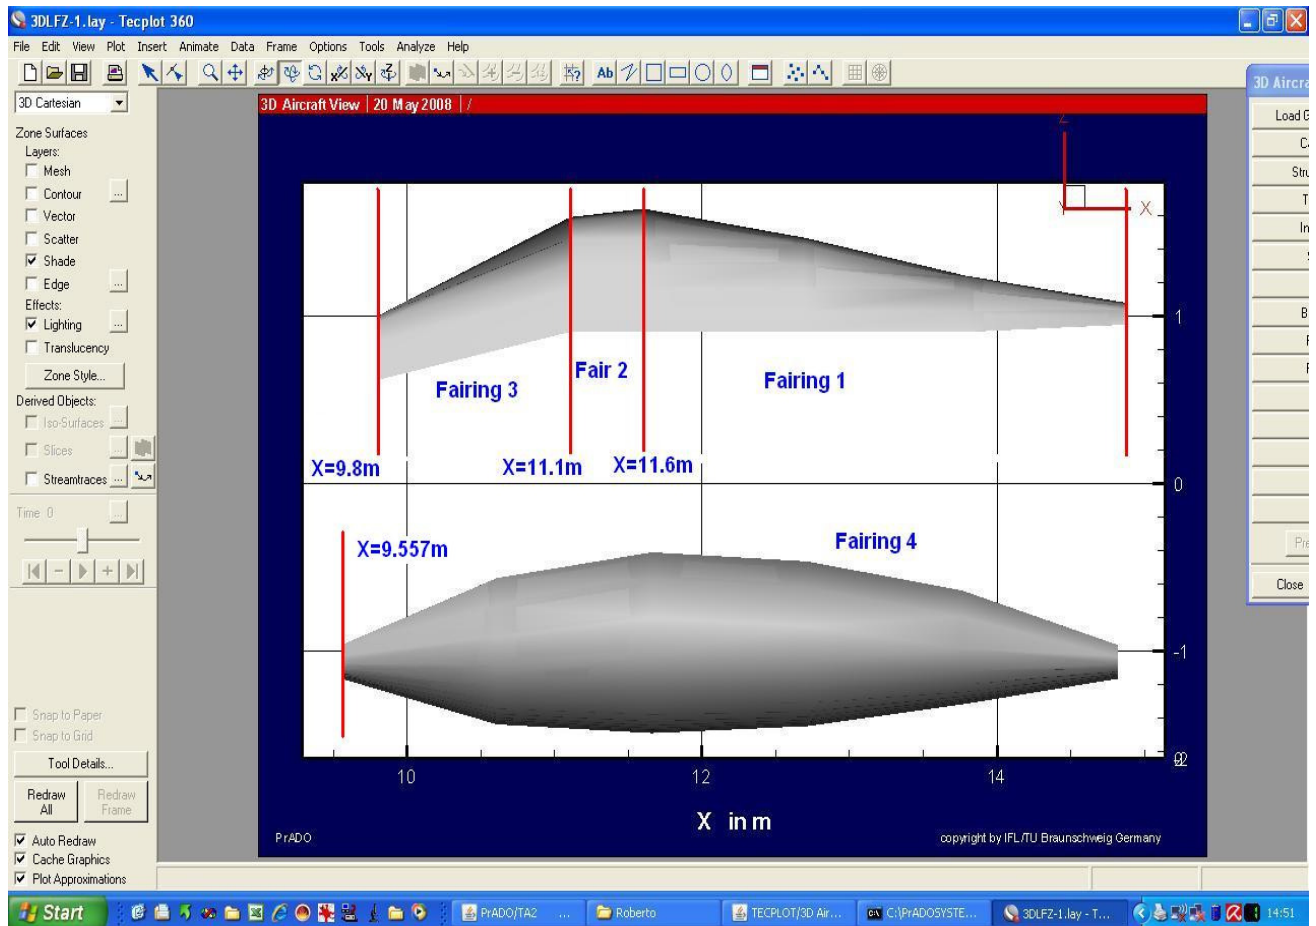 3DLFZ-1.lay - Tecplot 360
File Edit View Plot Insert Animate Data Frame Options Tools Analyze Help
Ab
3D Cartesian
Zone Surfaces
Layers:
Mesh
Contour ...
Vector
Scatter
Shade
Edge ...
Effects:
Lighting ...
Translucency
Zone Style...
Derived Objects:
Iso-Surfaces ...
Slices ...
Streamtraces ...
Time 0 ...
Snap to Paper
Snap to Grid
Tool Details...
Redraw All
Redraw Frame
Auto Redraw
Cache Graphics
Plot Approximations
3D Aircraft View | 20 May 2008 | /
Z
Y X
Fairing 3
Fair 2
Fairing 1
X=9.8m
X=11.1m
X=11.6m
X=9.557m
Fairing 4
1
0
-1
10
12
14
X in m
PrADO
copyright by IFL/TU Braunschweig Germany
3D Aircra
Load G
Close
Start
PrADO/TA2 ...
Roberto
TECPLOT/3D Air...
C:\PrADOSYSTE...
3DLFZ-1.lay - T...
14:51